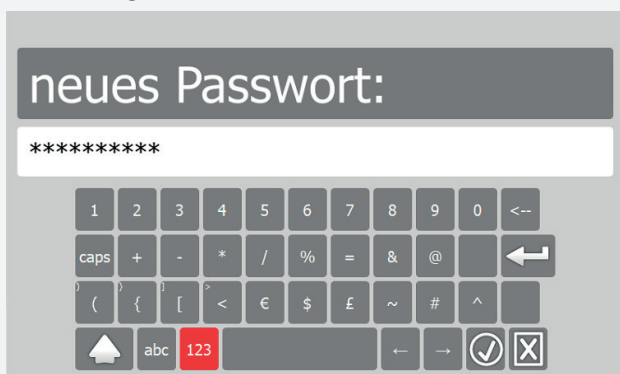 neues Passwort:
**********
1 2 3 4 5 6 7 8 9 0 <--
caps + - * / % = & @
) } ] >
( { [ < € $ £ ~ # ^
abc 123 ← →